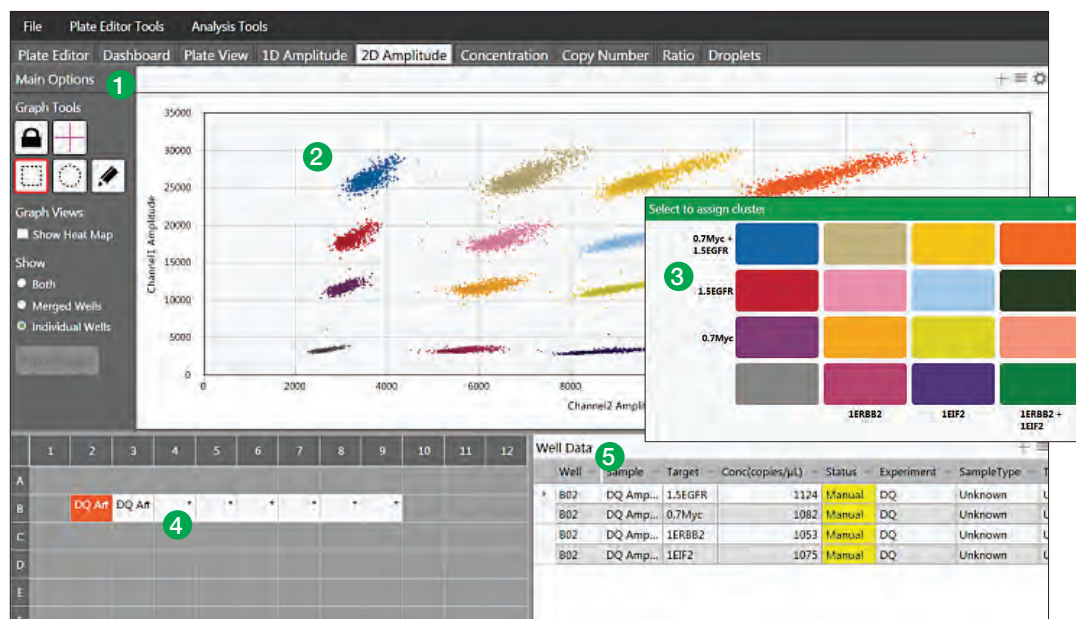 File Plate Editor Tools Analysis Tools
Plate Editor Dashboard Plate View 1D Amplitude 2D Amplitude Concentration Copy Number Ratio Droplets
Main Options 1
Graph Tools
Graph Views
Show Heat Map
Show
Both
Merged Wells
Individual Wells
35000
30000
25000
20000
15000
10000
5000
0
Channel1 Amplitude
0 2000 4000 6000 8000
Channel2 Ampli
2
Select to assign cluster
3
0.7Myc +
1.5EGFR
1.5EGFR
0.7Myc
1ERBB2 1EIF2 1ERBB2 +
1EIF2
1 2 3 4 5 6 7 8 9 10 11 12
A
B DQ Am DQ Am * * * * * *
C
D
E
4
Well Data 5
Well Sample Target Conc(copies/µL) Status Experiment SampleType
B02 DQ Amp... 1.5EGFR 1124 Manual DQ Unknown
B02 DQ Amp... 0.7Myc 1082 Manual DQ Unknown
B02 DQ Amp... 1ERBB2 1053 Manual DQ Unknown
B02 DQ Amp... 1EIF2 1075 Manual DQ Unknown